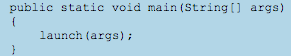 public static void main(String[] args)
{
    launch(args);
}